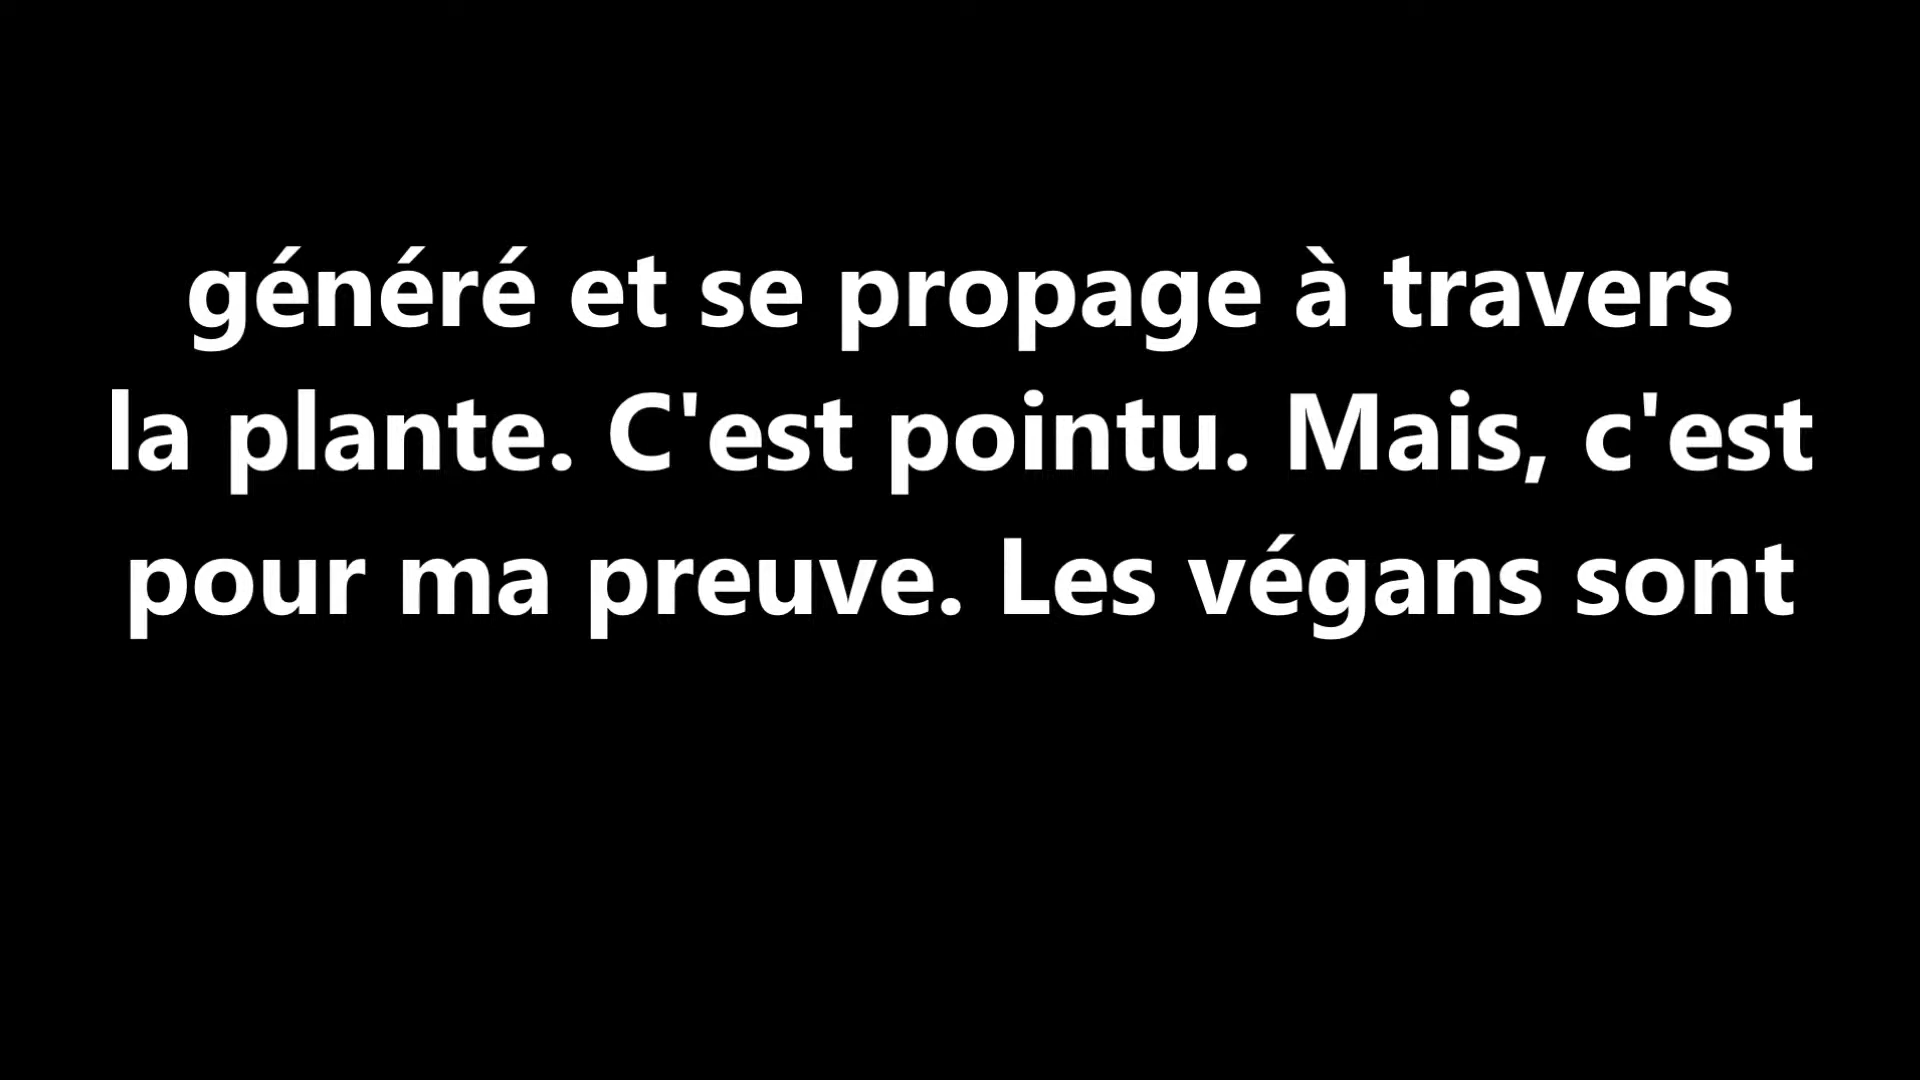 généré et se propage à travers
la plante. C'est pointu. Mais, c'est
pour ma preuve. Les végans sont